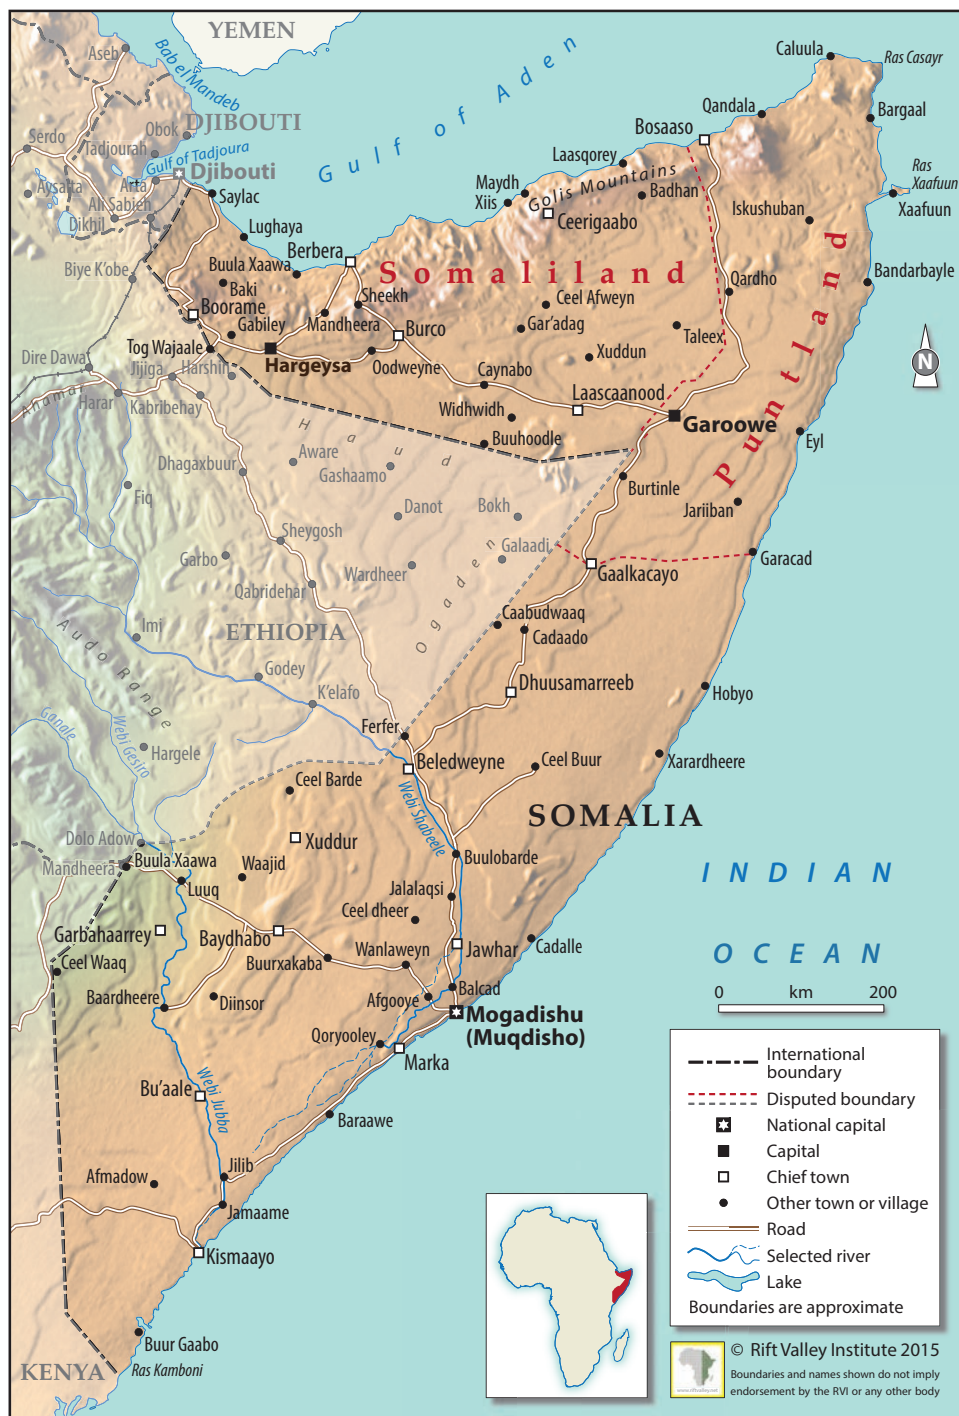 YEMEN
Aseb
Bab el Mandeb
Gulf of Aden
Caluula
Ras Casayr
Serdo
Obok
DJIBOUTI
Tadjourah
Gulf of Tadjoura
Djibouti
Aysaita
Arta
Ali Sabieh
Dikhil
Saylac
Qandala
Bargaal
Bosaaso
Laasqorey
Golis Mountains
Badhan
Maydh
Xiis
Ceerigaabo
Ras
Xaafuun
Xaafuun
Iskushuban
Lughaya
Biye K'obe
Berbera
Buula Xaawa
Baki
Somaliland
Puntland
Bandarbayle
Qardho
Boorame
Sheekh
Ceel Afweyn
Gabiley
Mandheera
Burco
Gar'adag
Taleex
Tog Wajaale
Hargeysa
Oodweyne
Xuddun
Dire Dawa
Jijiga
Harshin
Caynabo
Ahamar
Harar
Kabribehay
Laascaanood
Widhwidh
Garoowe
Haud
Buuhoodle
Eyl
Aware
Dhagaxbuur
Gashaamo
Burtinle
Fiq
Danot
Bokh
Jariiban
Sheygosh
Galaadi
Garacad
Garbo
Wardheer
Ogaden
Gaalkacayo
Qabridehar
Caabudwaaq
Imi
ETHIOPIA
Cadaado
Audo Range
Godey
Dhuusamarreeb
Hobyo
K'elafo
Ganale
Webi Gesiro
Ferfer
Hargele
Beledweyne
Ceel Buur
Xarardheere
Ceel Barde
Webi Shabeele
SOMALIA
Dolo Adow
Xuddur
Mandheera
Buula Xaawa
Waajid
Buulobarde
Luuq
Jalalaqsi
Ceel dheer
INDIAN
OCEAN
Garbahaarrey
Baydhabo
Wanlaweyn
Jawhar
Cadalle
Ceel Waaq
Buurxakaba
Baardheere
Diinsor
Afgooye
Balcad
Mogadishu
(Muqdisho)
Qoryooley
Marka
Bu'aale
Webi Jubba
Baraawe
Afmadow
Jilib
Jamaame
Kismaayo
Buur Gaabo
KENYA
Ras Kamboni
0 km 200
International
boundary
Disputed boundary
National capital
Capital
Chief town
Other town or village
Road
Selected river
Lake
Boundaries are approximate
N
© Rift Valley Institute 2015
Boundaries and names shown do not imply
endorsement by the RVI or any other body
www.riftvalley.net